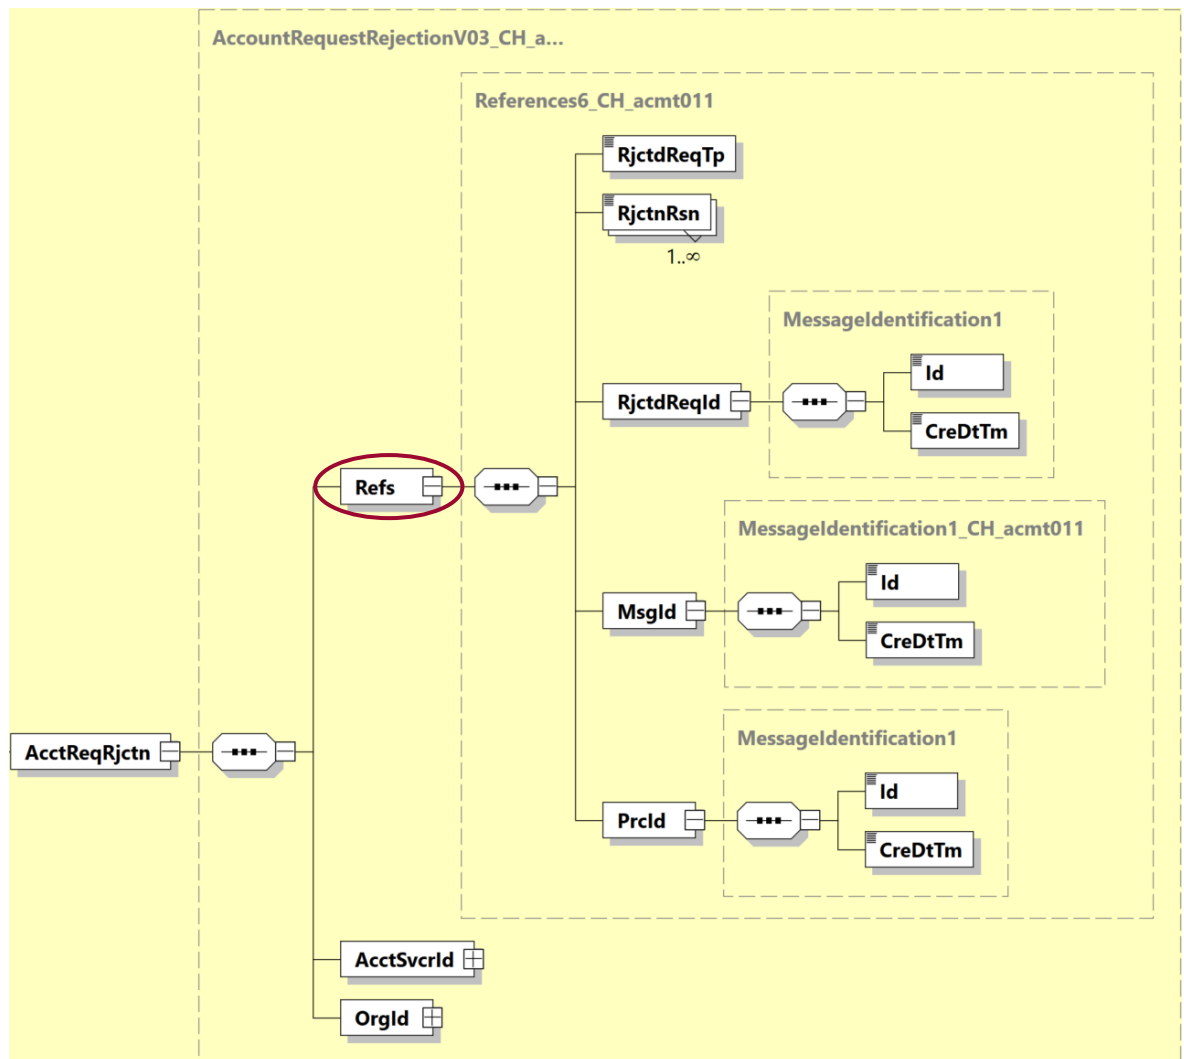 AccountRequestRejectionV03_CH_a...
References6_CH_acmt011
RjctdReqTp
RjctnRsn
1..∞
MessageIdentification1
Id
RjctdReqId
CreDtTm
Refs
MessageIdentification1_CH_acmt011
Id
MsgId
CreDtTm
MessageIdentification1
AcctReqRjctn
Id
PrcId
CreDtTm
AcctSvcrId
OrgId